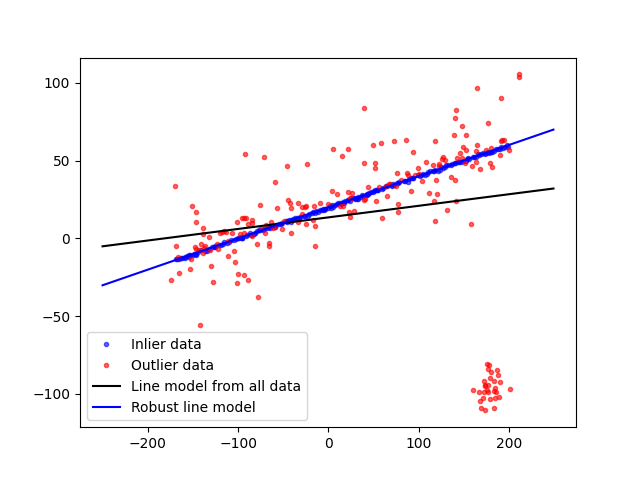 100
50
0
−50
−100
Inlier data
Outlier data
Line model from all data
Robust line model
−200
−100
0
100
200